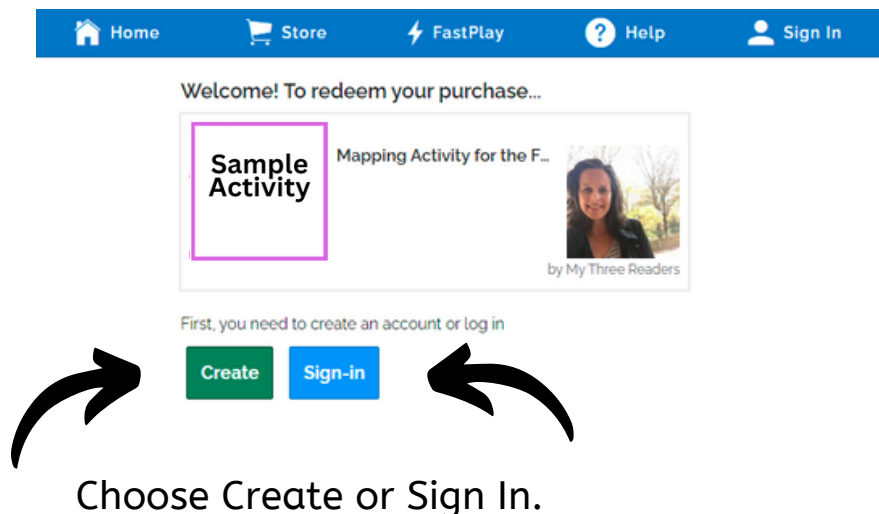 Home Store FastPlay ? Help Sign In
Welcome! To redeem your purchase...
Sample
Activity
Mapping Activity for the F...
by My Three Readers
First, you need to create an account or log in
Create Sign-in
Choose Create or Sign In.